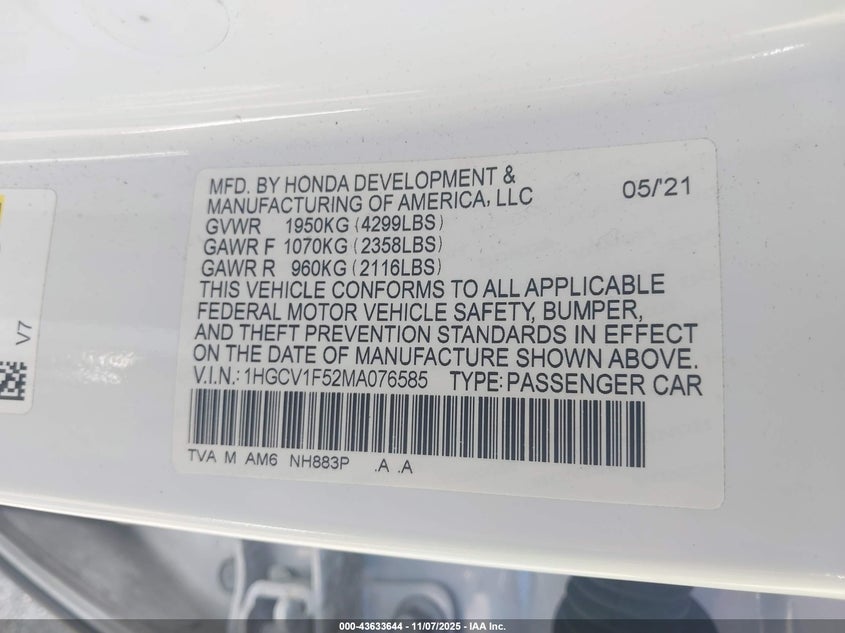 MFD. BY HONDA DEVELOPMENT &
MANUFACTURING OF AMERICA, LLC
05/'21
GVWR 1950KG (4299LBS)
GAWR F 1070KG (2358LBS)
GAWR R 960KG (2116LBS)
THIS VEHICLE CONFORMS TO ALL APPLICABLE
FEDERAL MOTOR VEHICLE SAFETY, BUMPER,
AND THEFT PREVENTION STANDARDS IN EFFECT
ON THE DATE OF MANUFACTURE SHOWN ABOVE.
V.I.N.: 1HGCV1F52MA076585 TYPE: PASSENGER CAR
TVA M AM6 NH883P .A .A
V7
000-43633644 | 11/07/2025 | IAA Inc.